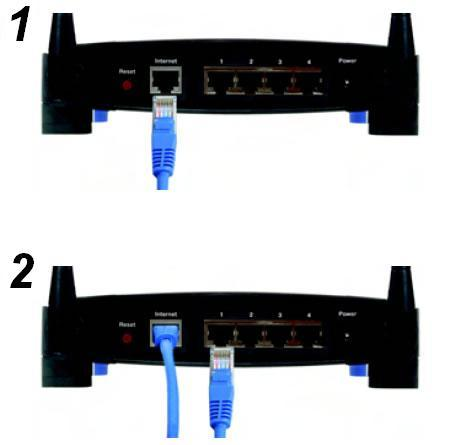 1
Internet
Reset
1 2 3 4
Power
2
Internet
Reset
1 2 3 4
Power